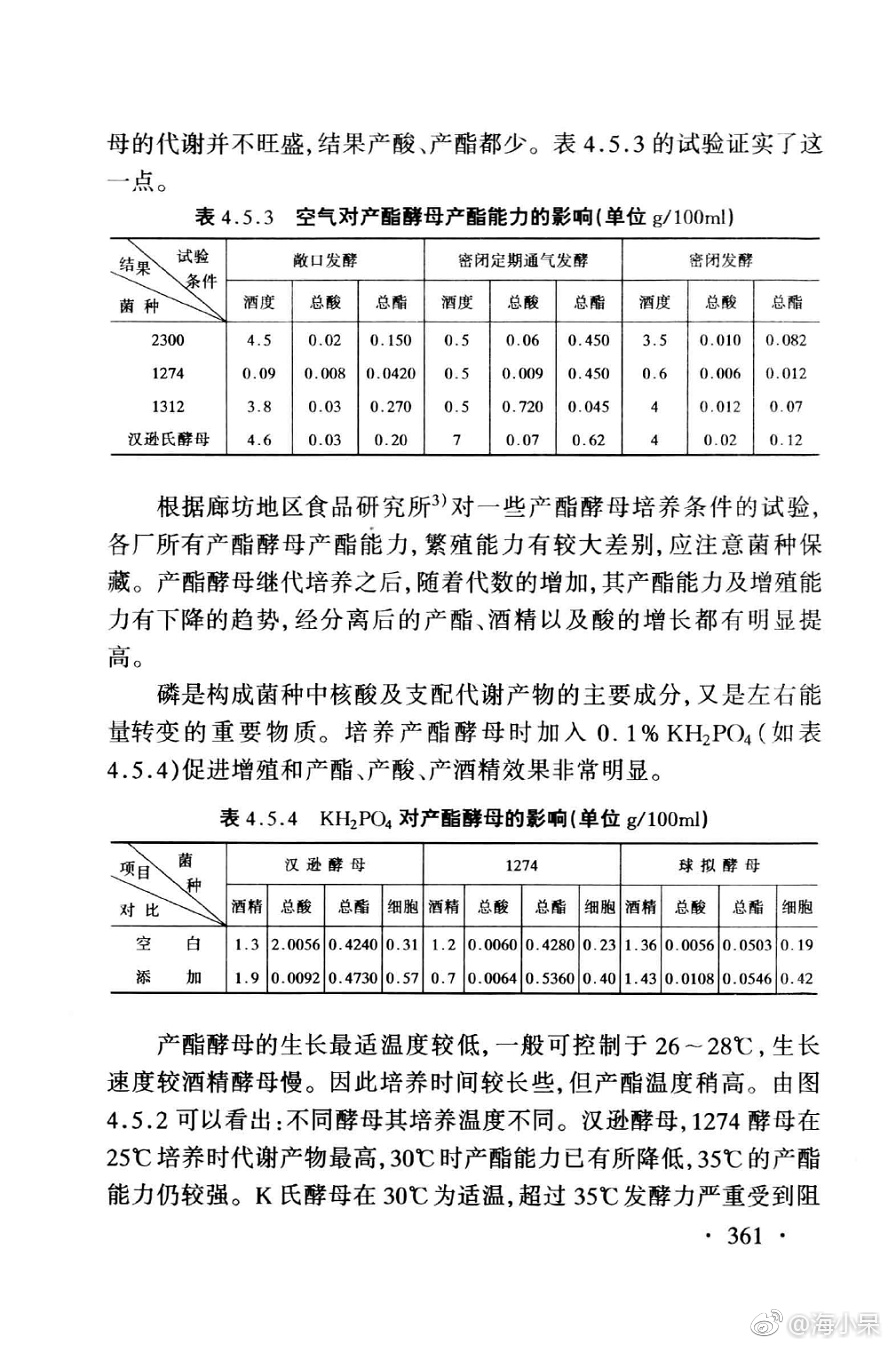 母的代谢并不旺盛,结果产酸、产酯都少。表4.5.3的试验证实了这
一点。
表 4.5.3 空气对产酯酵母产酯能力的影响(单位 g/100ml)
结果 试验条件 菌种 敞口发酵 密闭定期通气发酵 密闭发酵
酒度 总酸 总酯 酒度 总酸 总酯 酒度 总酸 总酯
2300 4.5 0.02 0.150 0.5 0.06 0.450 3.5 0.010 0.082
1274 0.09 0.008 0.0420 0.5 0.009 0.450 0.6 0.006 0.012
1312 3.8 0.03 0.270 0.5 0.720 0.045 4 0.012 0.07
汉逊氏酵母 4.6 0.03 0.20 7 0.07 0.62 4 0.02 0.12
根据廊坊地区食品研究所3)对一些产酯酵母培养条件的试验,
各厂所有产酯酵母产酯能力,繁殖能力有较大差别,应注意菌种保
藏。产酯酵母继代培养之后,随着代数的增加,其产酯能力及增殖能
力有下降的趋势,经分离后的产酯、酒精以及酸的增长都有明显提
高。
磷是构成菌种中核酸及支配代谢产物的主要成分,又是左右能
量转变的重要物质。培养产酯酵母时加入 0.1% KH₂PO₄(如表
4.5.4)促进增殖和产酯、产酸、产酒精效果非常明显。
表 4.5.4 KH₂PO₄ 对产酯酵母的影响(单位 g/100ml)
项目 菌种 对比 汉逊酵母 1274 球拟酵母
酒精 总酸 总酯 细胞 酒精 总酸 总酯 细胞 酒精 总酸 总酯 细胞
空白 1.3 2.0056 0.4240 0.31 1.2 0.0060 0.4280 0.23 1.36 0.0056 0.0503 0.19
添加 1.9 0.0092 0.4730 0.57 0.7 0.0064 0.5360 0.40 1.43 0.0108 0.0546 0.42
产酯酵母的生长最适温度较低,一般可控制于 26~28℃,生长
速度较酒精酵母慢。因此培养时间较长些,但产酯温度稍高。由图
4.5.2 可以看出:不同酵母其培养温度不同。汉逊酵母,1274 酵母在
25℃培养时代谢产物最高,30℃时产酯能力已有所降低,35℃的产酯
能力仍较强。K 氏酵母在 30℃为适温,超过 35℃发酵力严重受到阻
· 361 ·
@海小呆